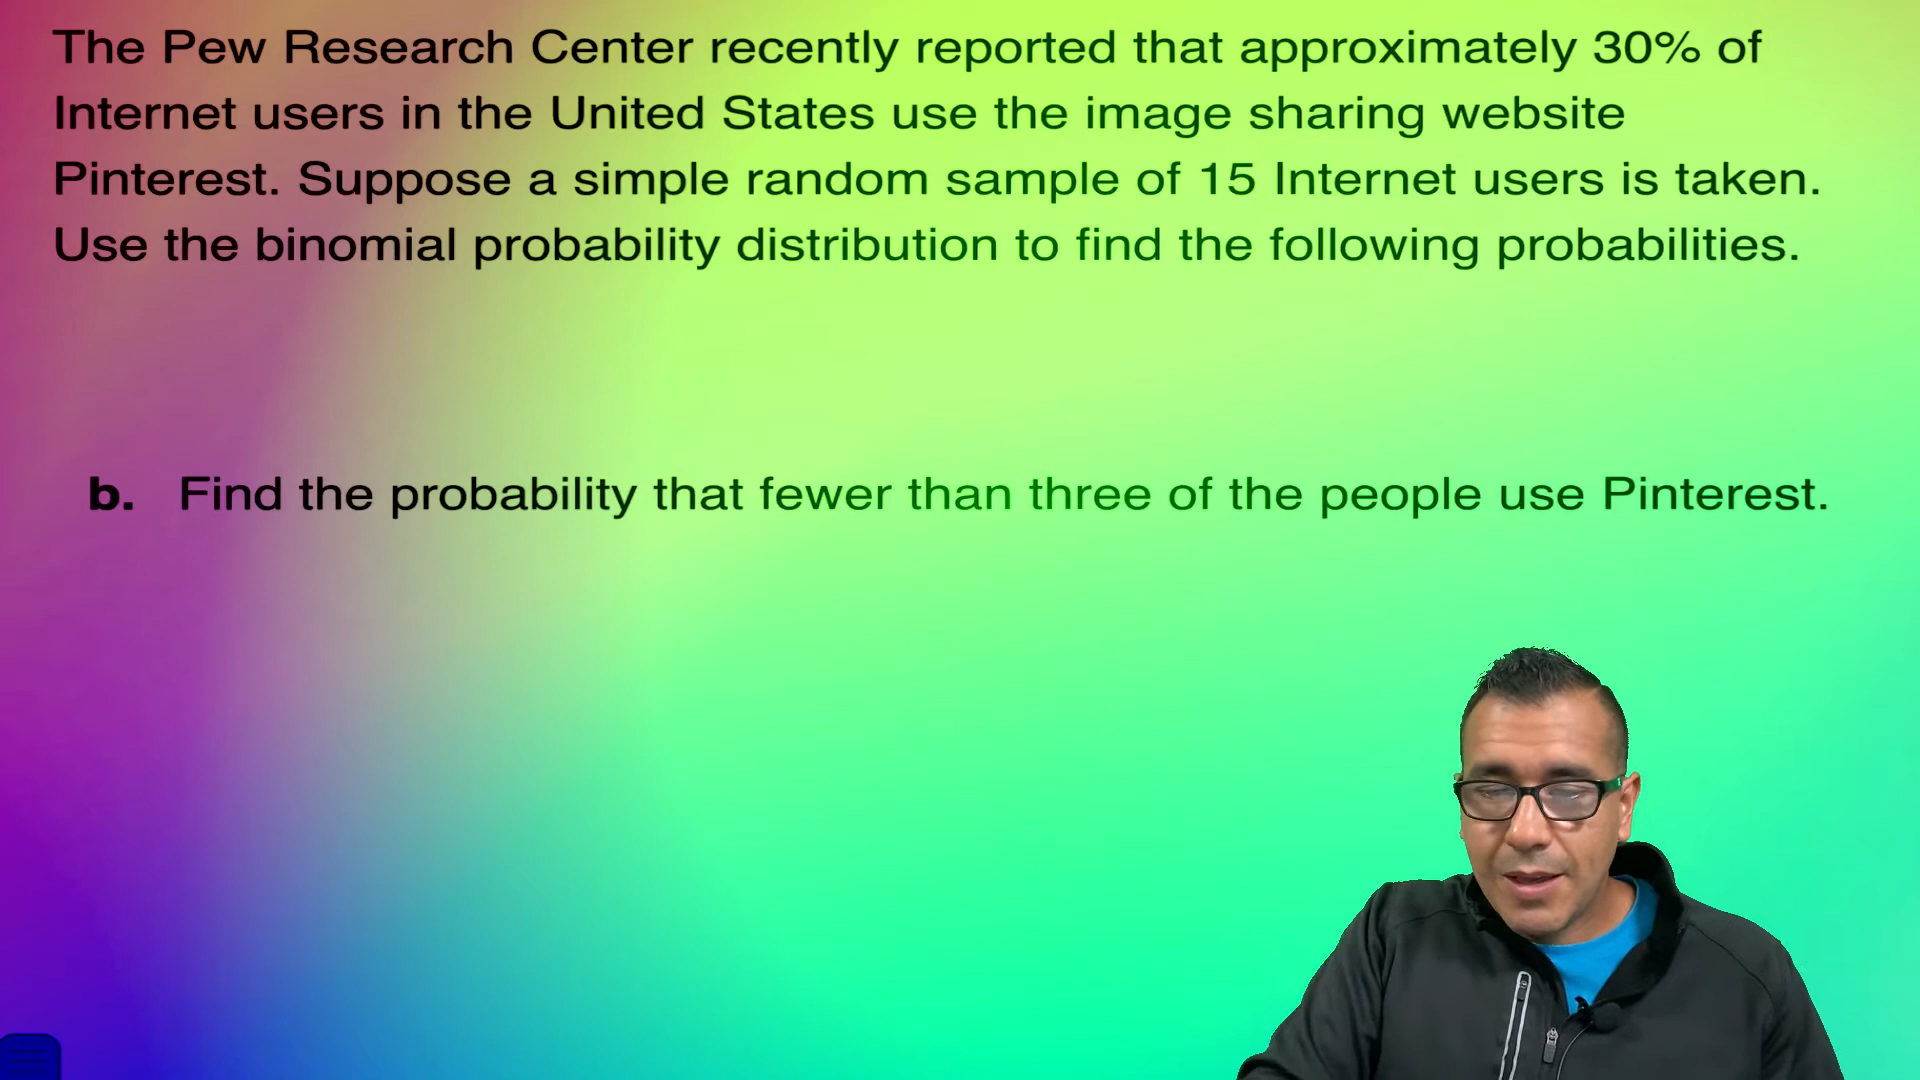 The Pew Research Center recently reported that approximately 30% of
Internet users in the United States use the image sharing website
Pinterest. Suppose a simple random sample of 15 Internet users is taken.
Use the binomial probability distribution to find the following probabilities.
b. Find the probability that fewer than three of the people use Pinterest.